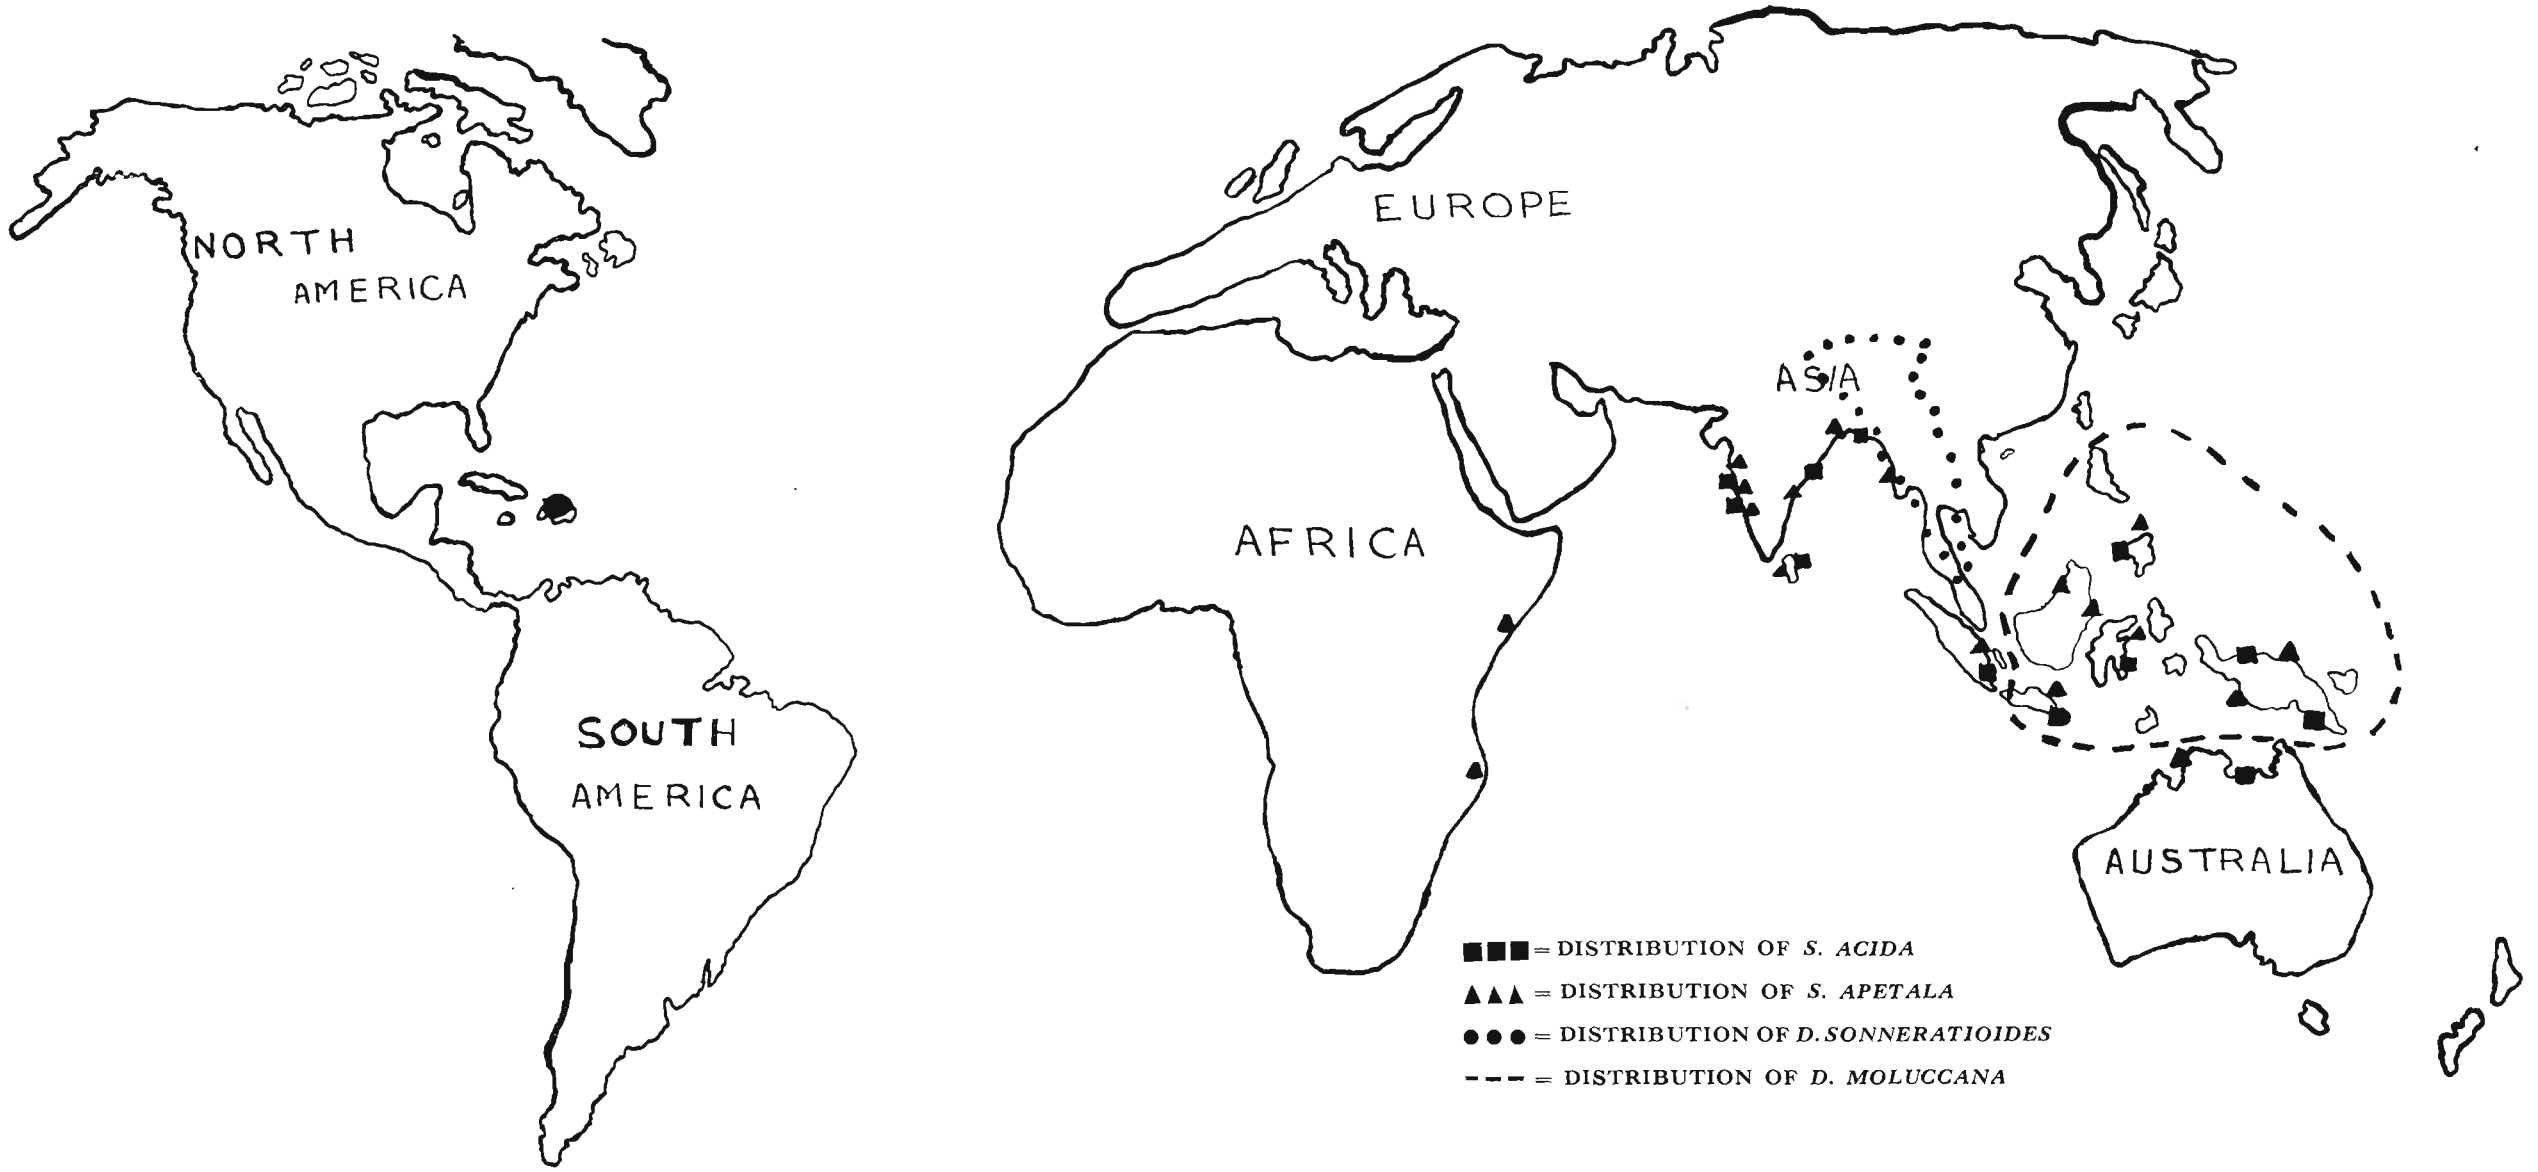 NORTH
AMERICA
SOUTH
AMERICA
EUROPE
ASIA
AFRICA
AUSTRALIA
= DISTRIBUTION OF S. ACIDA
= DISTRIBUTION OF S. APETALA
= DISTRIBUTION OF D. SONNERATIOIDES
= DISTRIBUTION OF D. MOLUCCANA